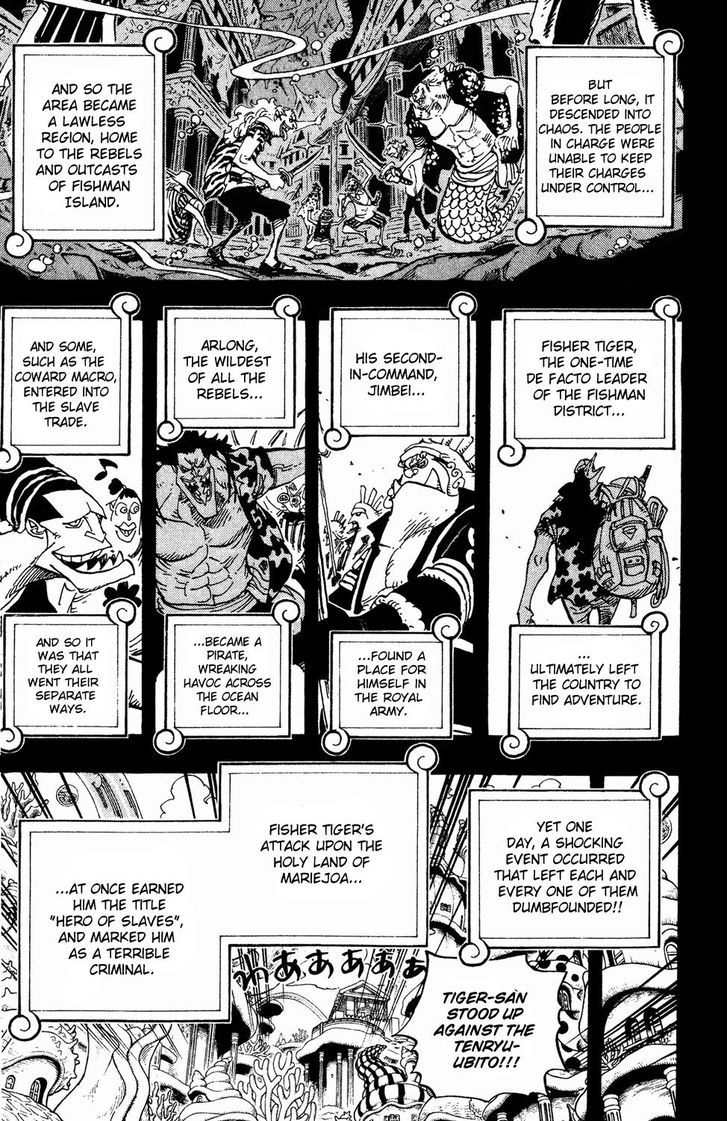 BUT
BEFORE LONG, IT
DESCENDED INTO
CHAOS. THE PEOPLE
IN CHARGE WERE
UNABLE TO KEEP
THEIR CHARGES
UNDER CONTROL...
AND SO THE
AREA BECAME
A LAWLESS
REGION, HOME
TO THE REBELS
AND OUTCASTS
OF FISHMAN
ISLAND.
FISHER TIGER,
THE ONE-TIME
DE FACTO LEADER
OF THE FISHMAN
DISTRICT...
...
ULTIMATELY LEFT
THE COUNTRY TO
FIND ADVENTURE.
HIS SECOND-
IN-COMMAND,
JIMBEI...
...FOUND A
PLACE FOR
HIMSELF IN
THE ROYAL
ARMY.
ARLONG,
THE WILDEST
OF ALL THE
REBELS...
...BECAME A
PIRATE,
WREAKING
HAVOC ACROSS
THE OCEAN
FLOOR...
AND SOME,
SUCH AS THE
COWARD MACRO,
ENTERED INTO
THE SLAVE
TRADE.
AND SO IT
WAS THAT
THEY ALL
WENT THEIR
SEPARATE
WAYS.
YET ONE
DAY, A SHOCKING
EVENT OCCURRED
THAT LEFT EACH AND
EVERY ONE OF THEM
DUMBFOUNDED!!
FISHER TIGER'S
ATTACK UPON THE
HOLY LAND OF
MARIEJOA...
...AT ONCE EARNED
HIM THE TITLE
"HERO OF SLAVES",
AND MARKED HIM
AS A TERRIBLE
CRIMINAL.
TIGER-SAN
STOOD UP
AGAINST THE
TENRYU-
UBITO!!!
わぁぁぁぁぁ